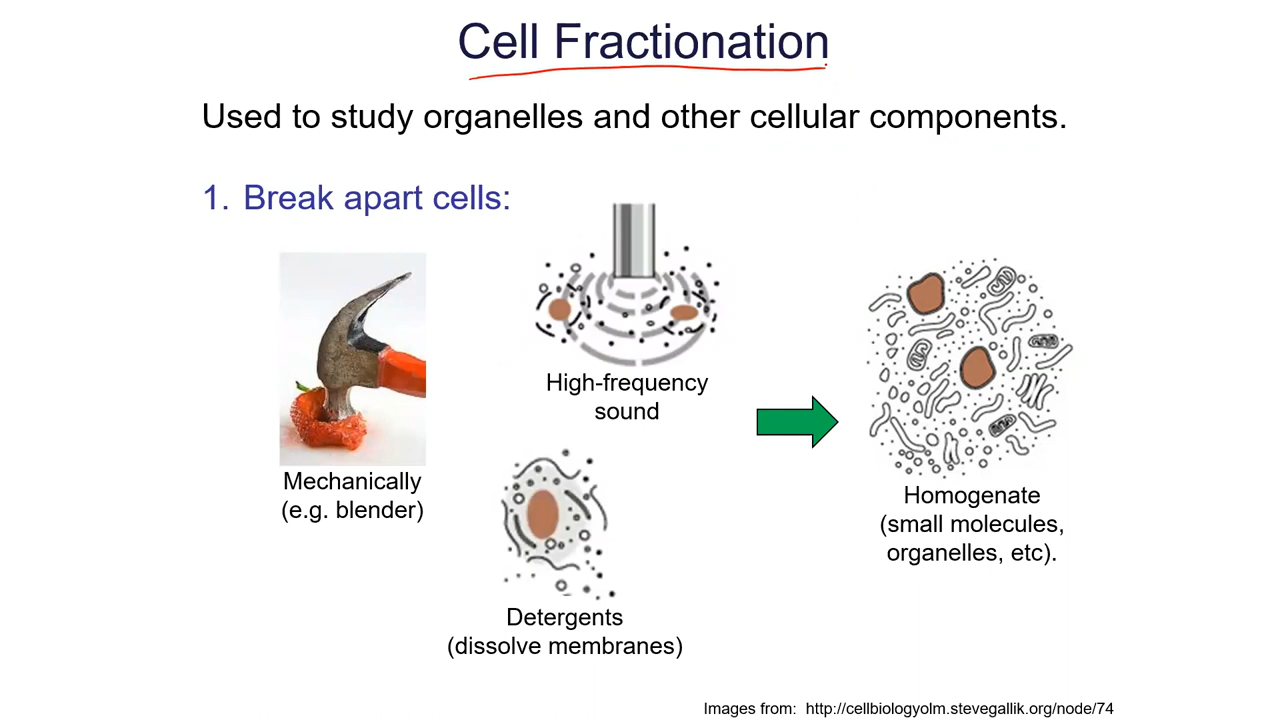 Cell Fractionation
Used to study organelles and other cellular components.
1. Break apart cells:
High-frequency
sound
Mechanically
(e.g. blender)
Homogenate
(small molecules,
organelles, etc).
Detergents
(dissolve membranes)
Images from: http://cellbiologyolm.stevegallik.org/node/74